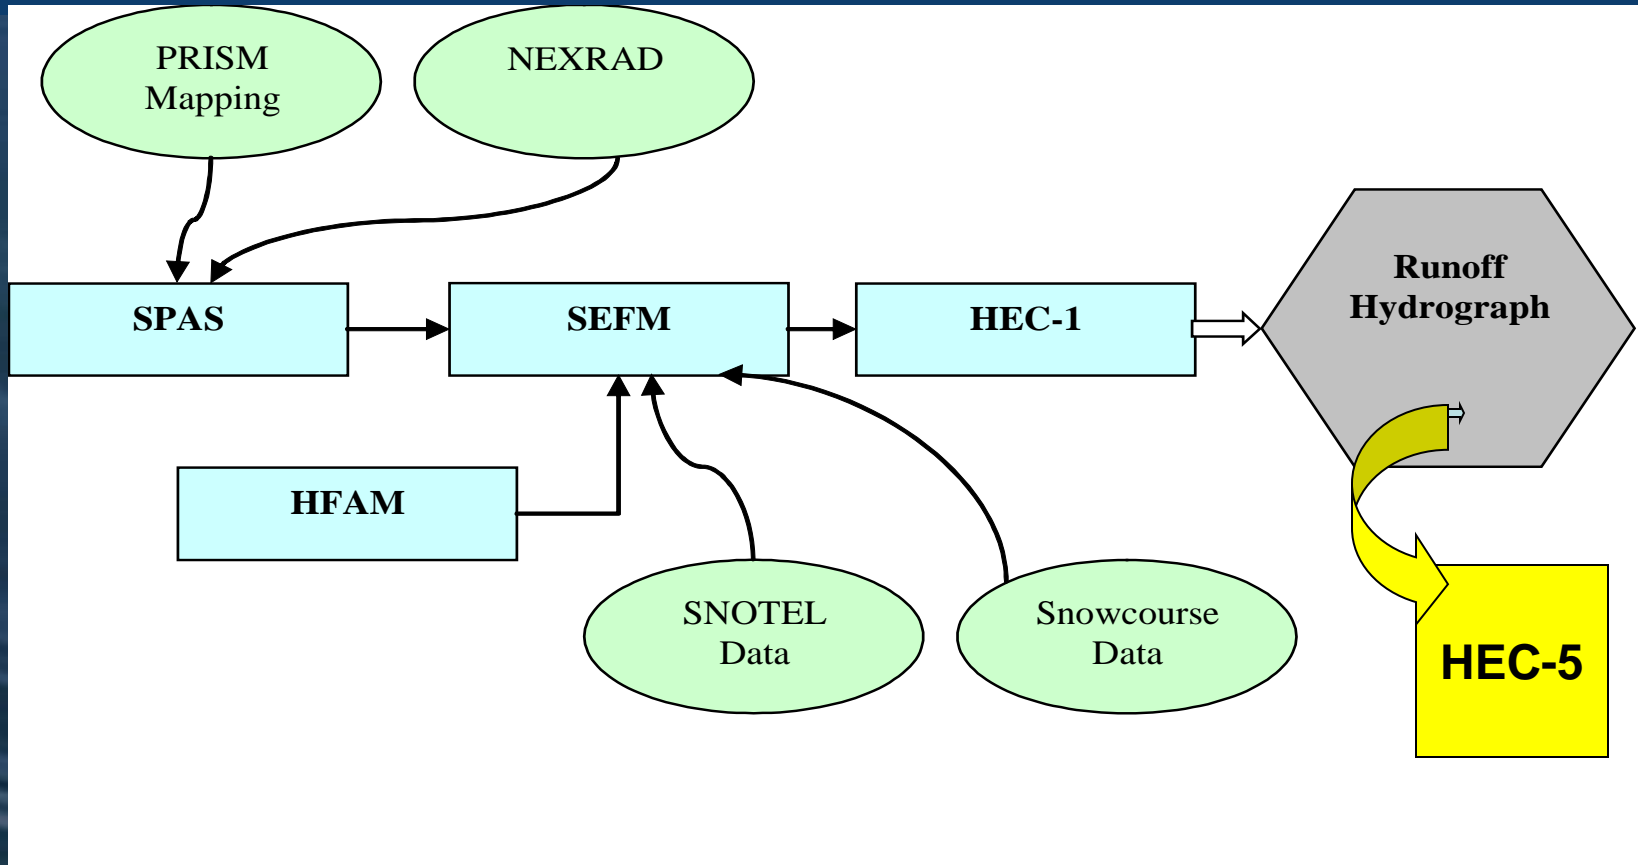 PRISM
Mapping
NEXRAD
SPAS
SEFM
HEC-1
Runoff
Hydrograph
HFAM
SNOTEL
Data
Snowcourse
Data
HEC-5